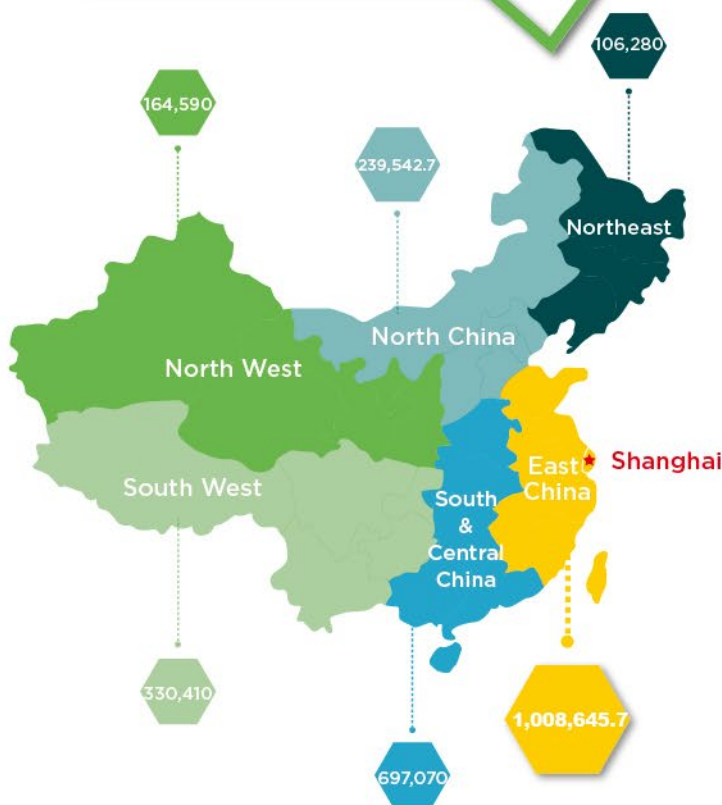 106,280
164,590
239,542.7
Northeast
North China
North West
East
China
Shanghai
South West
South
&
Central
China
330,410
1,008,645.7
697,070